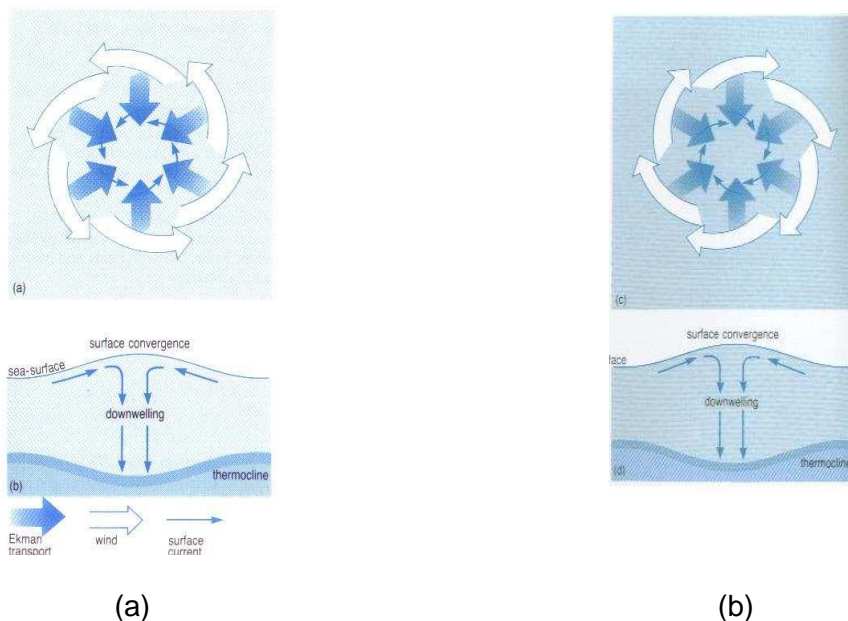 (a)
surface convergence
sea-surface
downwelling
thermocline
(b)
Ekman
transport
wind
surface
current
(a)
(c)
surface convergence
face
downwelling
thermocline
(d)
(b)